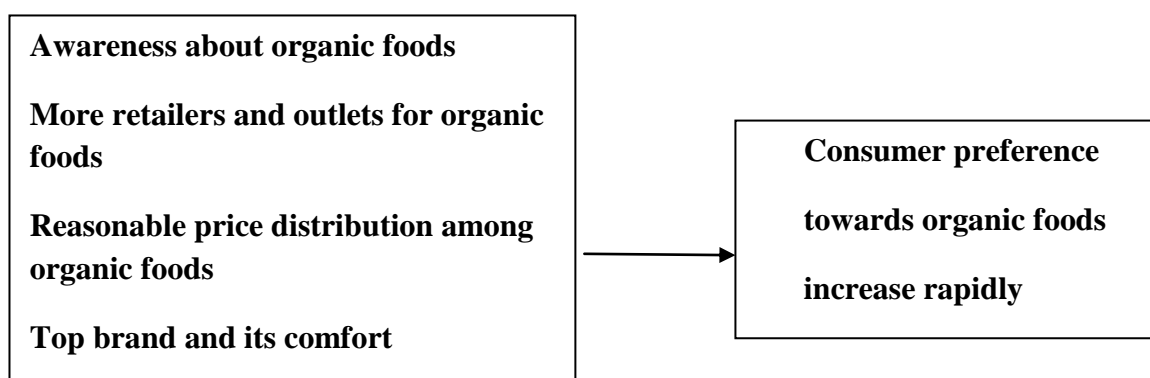 Awareness about organic foods
More retailers and outlets for organic
foods
Reasonable price distribution among
organic foods
Top brand and its comfort
Consumer preference
towards organic foods
increase rapidly